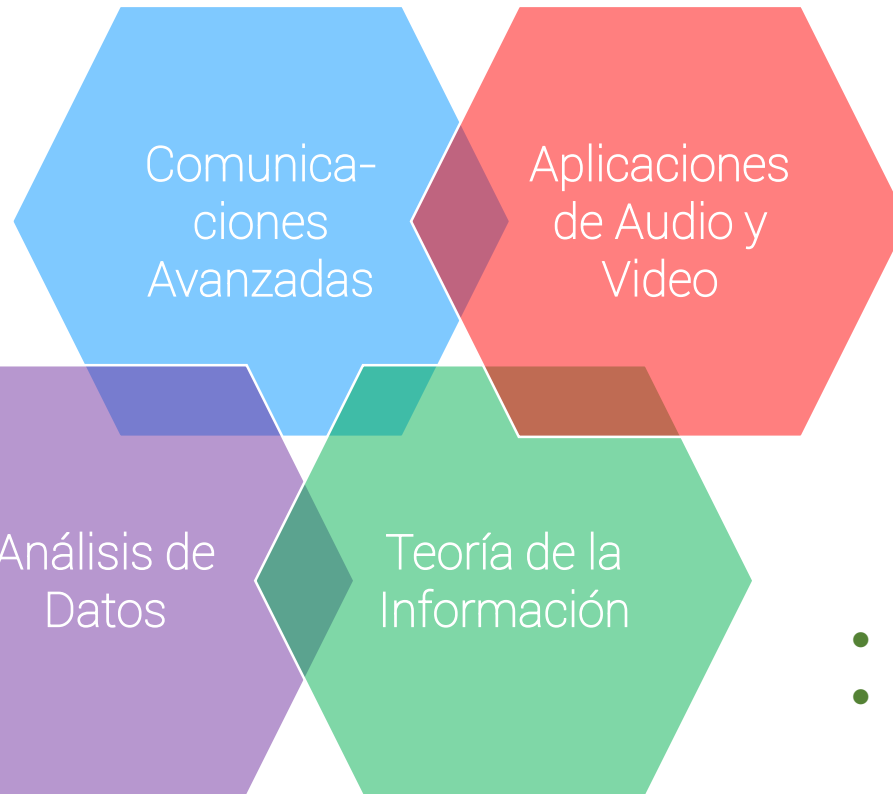 Comunica-
ciones
Avanzadas
Aplicaciones
de Audio y
Video
Análisis de
Datos
Teoría de la
Información